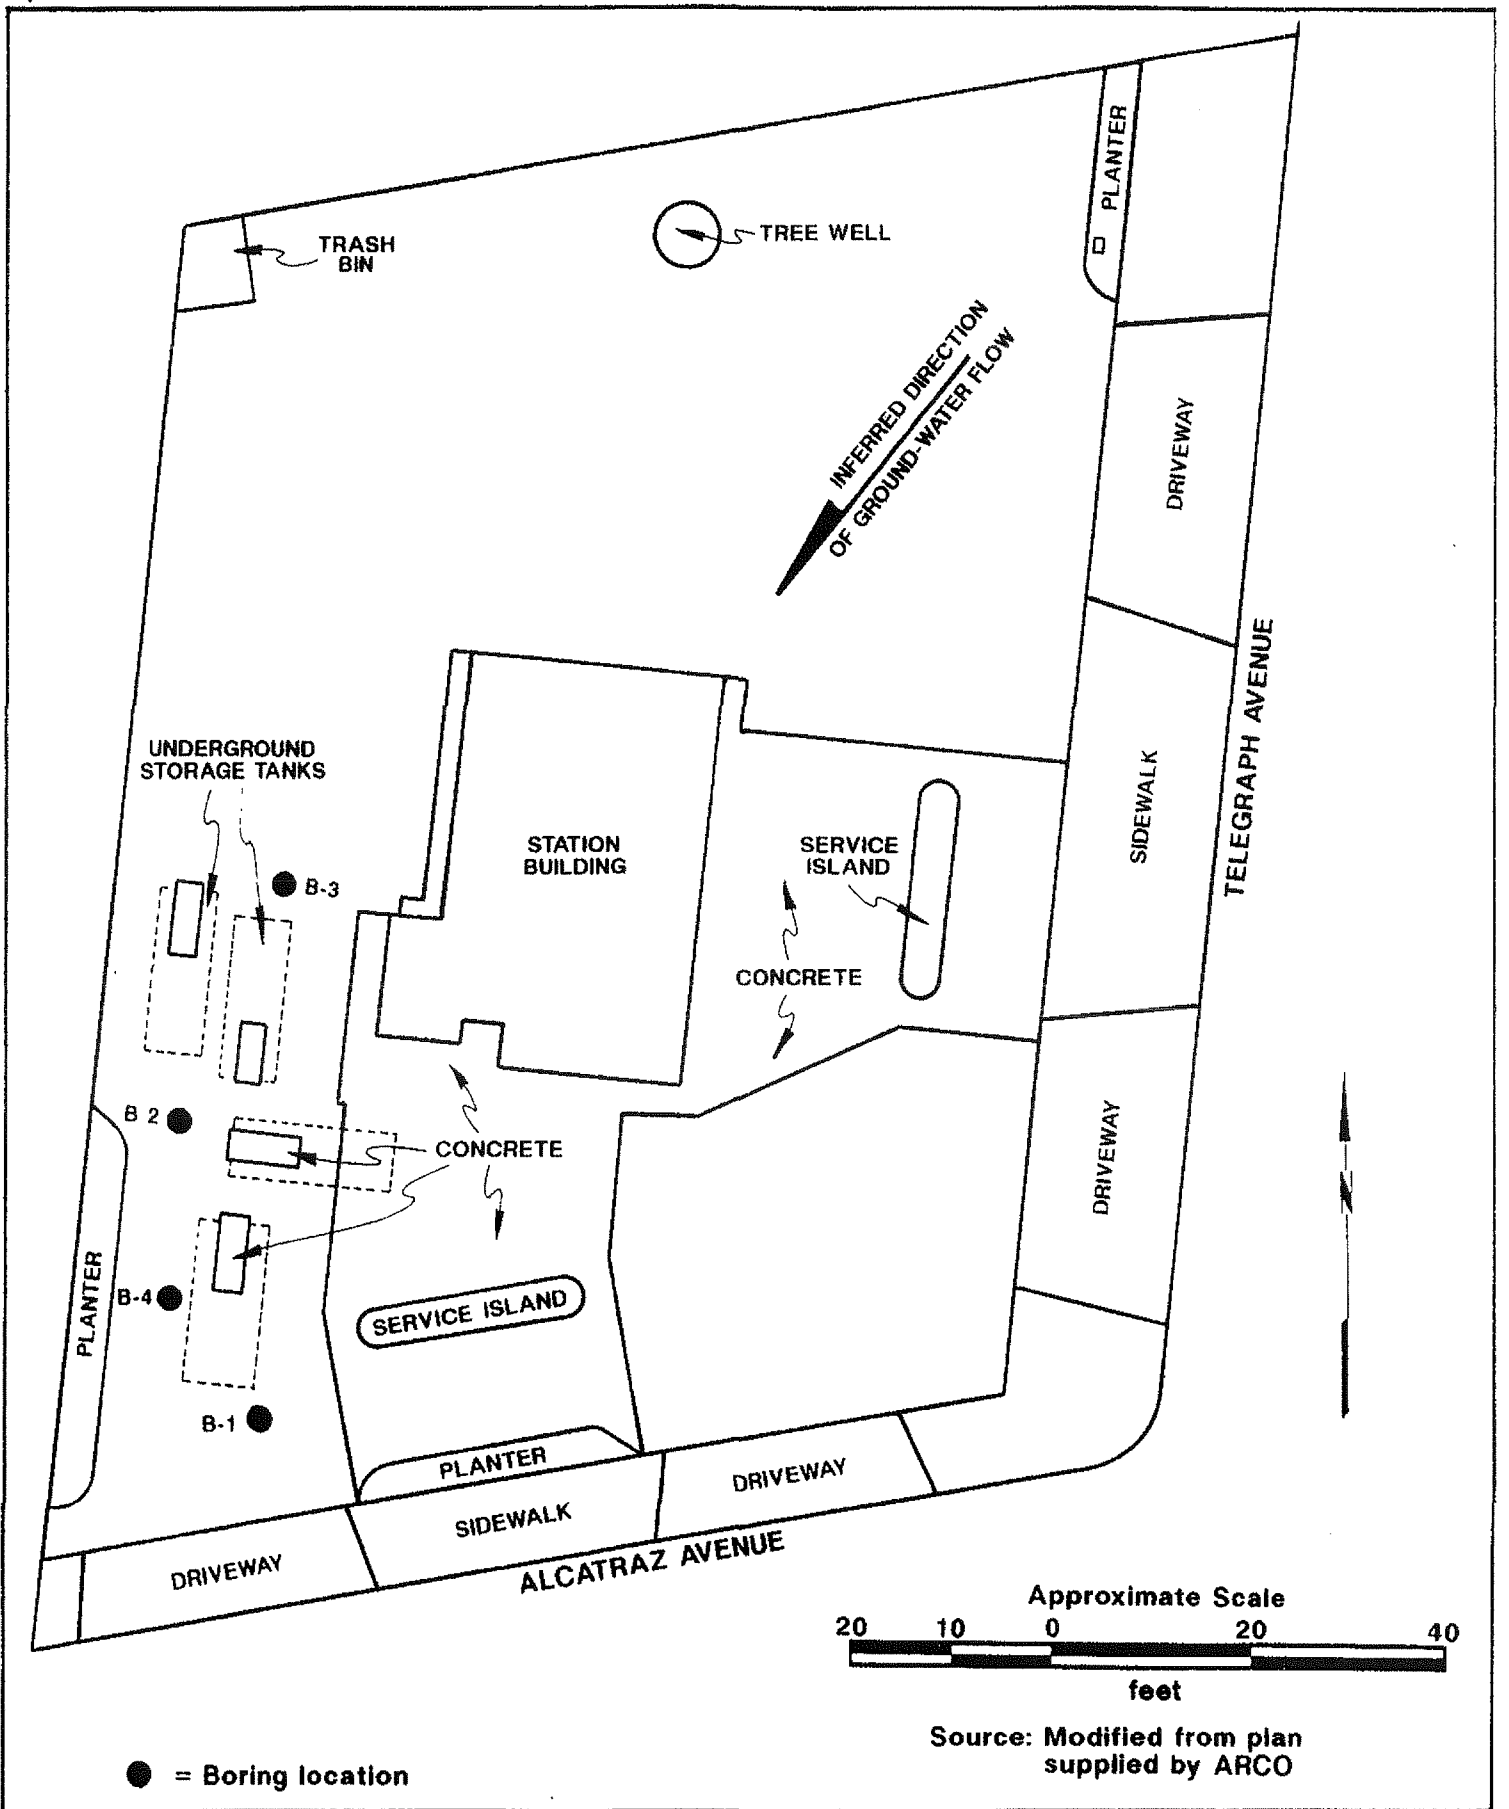 PLANTER
TRASH
BIN
TREE WELL
INFERRED DIRECTION
OF GROUND-WATER FLOW
DRIVEWAY
TELEGRAPH AVENUE
SIDEWALK
UNDERGROUND
STORAGE TANKS
STATION
BUILDING
SERVICE
ISLAND
B-3
CONCRETE
B 2
CONCRETE
DRIVEWAY
N
PLANTER
B-4
SERVICE ISLAND
B-1
PLANTER
DRIVEWAY
SIDEWALK
DRIVEWAY
ALCATRAZ AVENUE
Approximate Scale
20 10 0 20 40
feet
Source: Modified from plan
supplied by ARCO
= Boring location